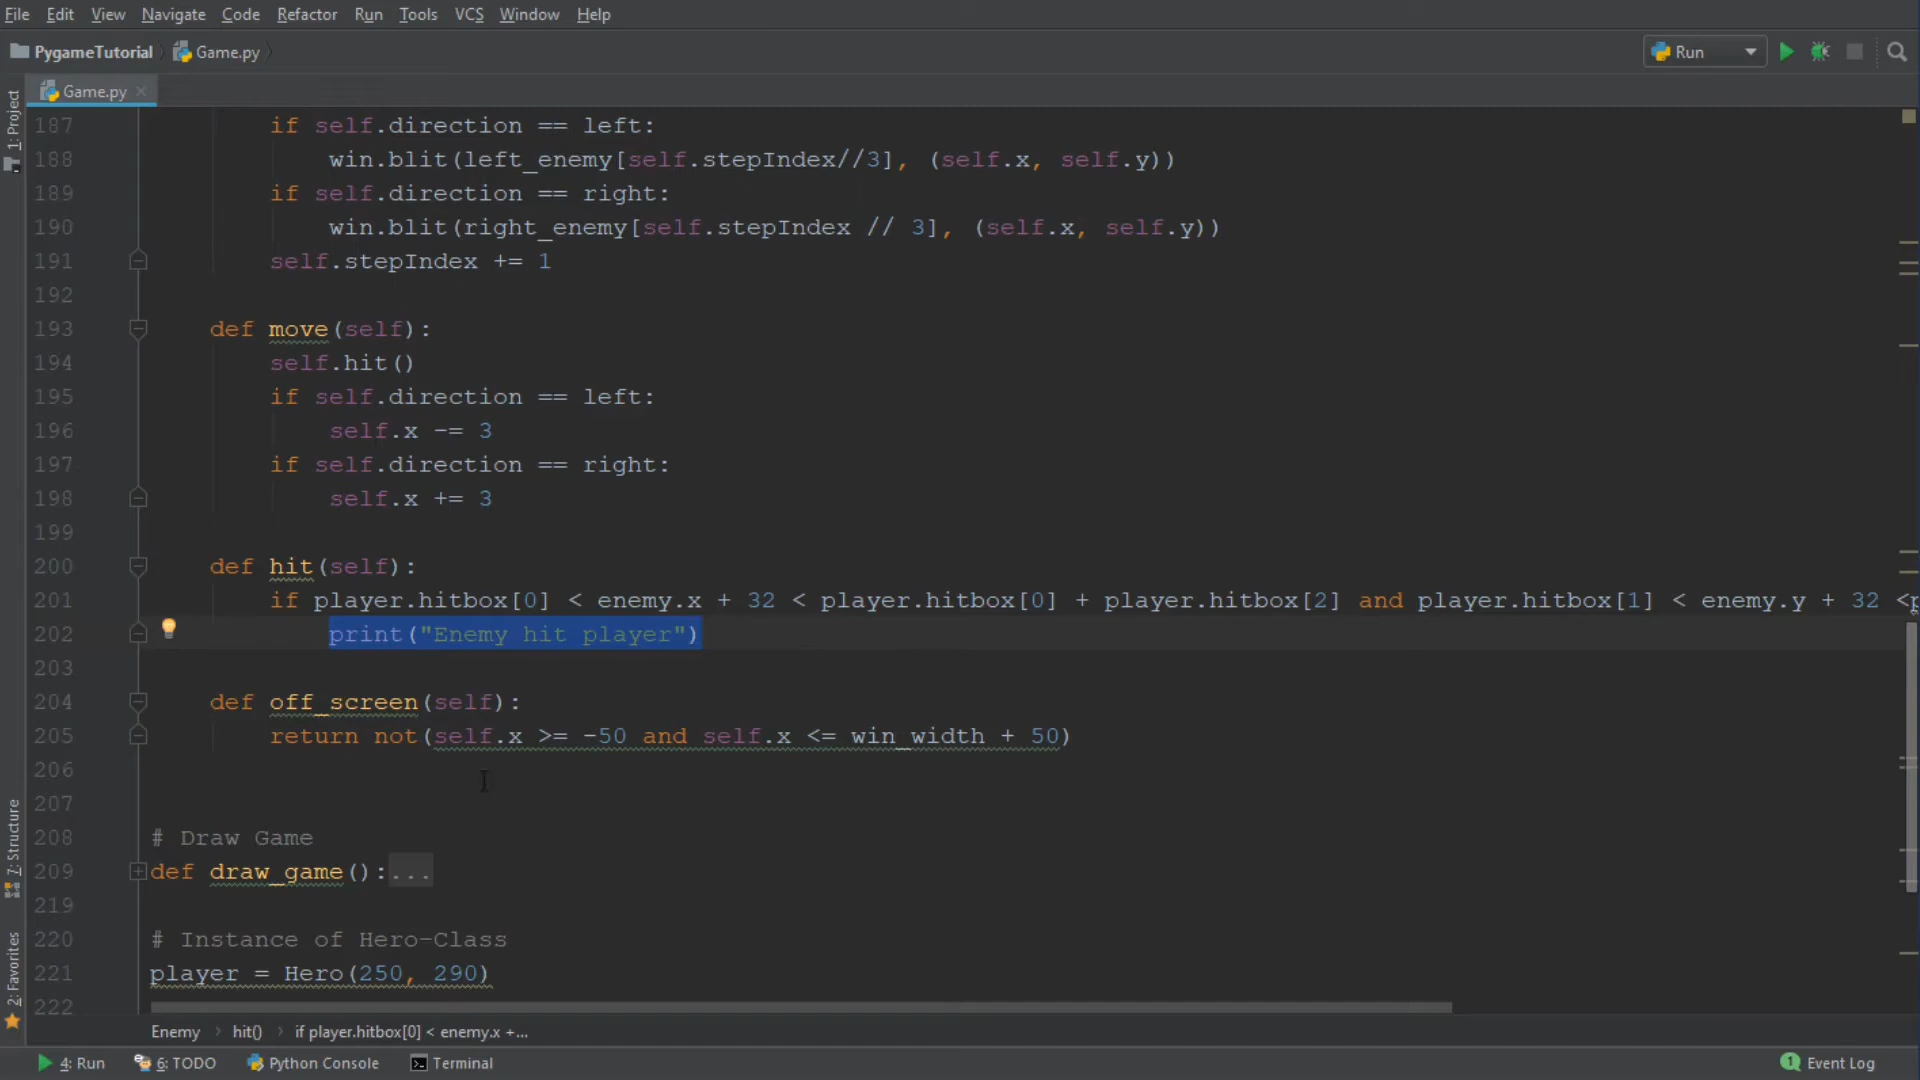 File Edit View Navigate Code Refactor Run Tools VCS Window Help
PygameTutorial Game.py Run
Game.py
1: Project
187 if self.direction == left:
188 win.blit(left_enemy[self.stepIndex//3], (self.x, self.y))
189 if self.direction == right:
190 win.blit(right_enemy[self.stepIndex // 3], (self.x, self.y))
191 self.stepIndex += 1
192
193 def move(self):
194 self.hit()
195 if self.direction == left:
196 self.x -= 3
197 if self.direction == right:
198 self.x += 3
199
200 def hit(self):
201 if player.hitbox[0] < enemy.x + 32 < player.hitbox[0] + player.hitbox[2] and player.hitbox[1] < enemy.y + 32 <p
202 print("Enemy hit player")
203
204 def off_screen(self):
205 return not(self.x >= -50 and self.x <= win_width + 50)
206
207
208 # Draw Game
209 def draw_game():...
219
220 # Instance of Hero-Class
221 player = Hero(250, 290)
222
7: Structure
2: Favorites
Enemy hit() if player.hitbox[0] < enemy.x +...
4: Run 6: TODO Python Console Terminal 1 Event Log